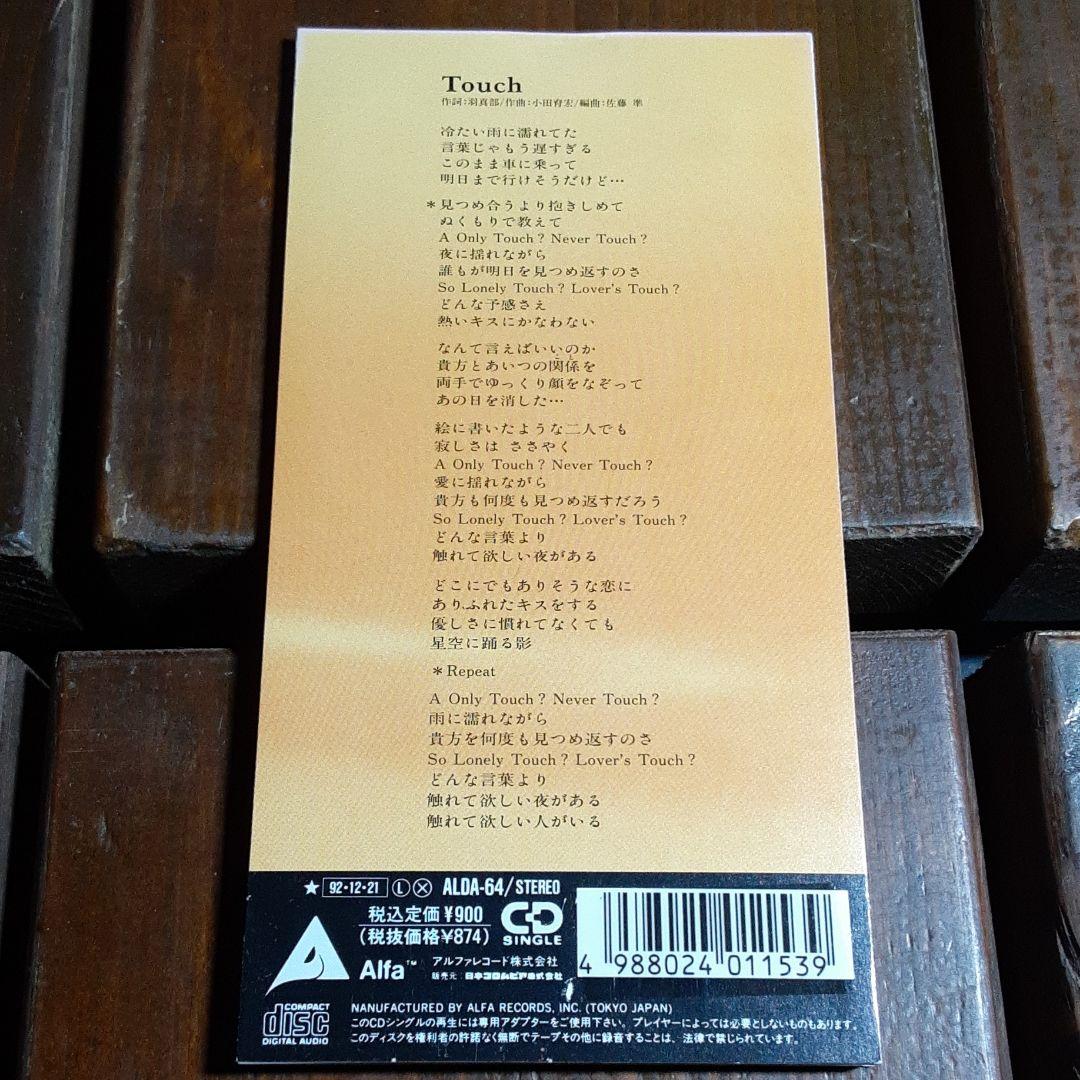 Touch
作詞:羽真部/作曲:小田育宏/編曲:佐藤 準
冷たい雨に濡れてた
言葉じゃもう遅すぎる
このまま車に乗って
明日まで行けそうだけど…
*見つめ合うより抱きしめて
ぬくもりで教えて
A Only Touch? Never Touch?
夜に揺れながら
誰もが明日を見つめ返すのさ
So Lonely Touch? Lover's Touch?
どんな予感さえ
熱いキスにかなわない
なんて言えばいいのか
貴方とあいつの関係を
こと
両手でゆっくり顔をなぞって
あの日を消した…
絵に書いたような二人でも
寂しさは ささやく
A Only Touch? Never Touch?
愛に揺れながら
貴方も何度も見つめ返すだろう
So Lonely Touch? Lover's Touch?
どんな言葉より
触れて欲しい夜がある
どこにでもありそうな恋に
ありふれたキスをする
優しさに慣れてなくても
星空に踊る影
*Repeat
A Only Touch? Never Touch?
雨に濡れながら
貴方を何度も見つめ返すのさ
So Lonely Touch? Lover's Touch?
どんな言葉より
触れて欲しい夜がある
触れて欲しい人がいる
★ 92・12・21 Ⓛ ⓧ ALDA-64/STEREO
税込定価¥900
(税抜価格¥874)
CD SINGLE
Alfa™
アルファレコード株式会社
販売元:日本コロムビア株式会社
4 988024 011539
COMPACT disc DIGITAL AUDIO
NANUFACTURED BY ALFA RECORDS, INC. (TOKYO JAPAN)
このCDシングルの再生には専用アダプターをご使用下さい。プレイヤーによっては必要としないものもあります。
このディスクを権利者の許諾なく無断でテープその他に録音することは、法律で禁じられています。